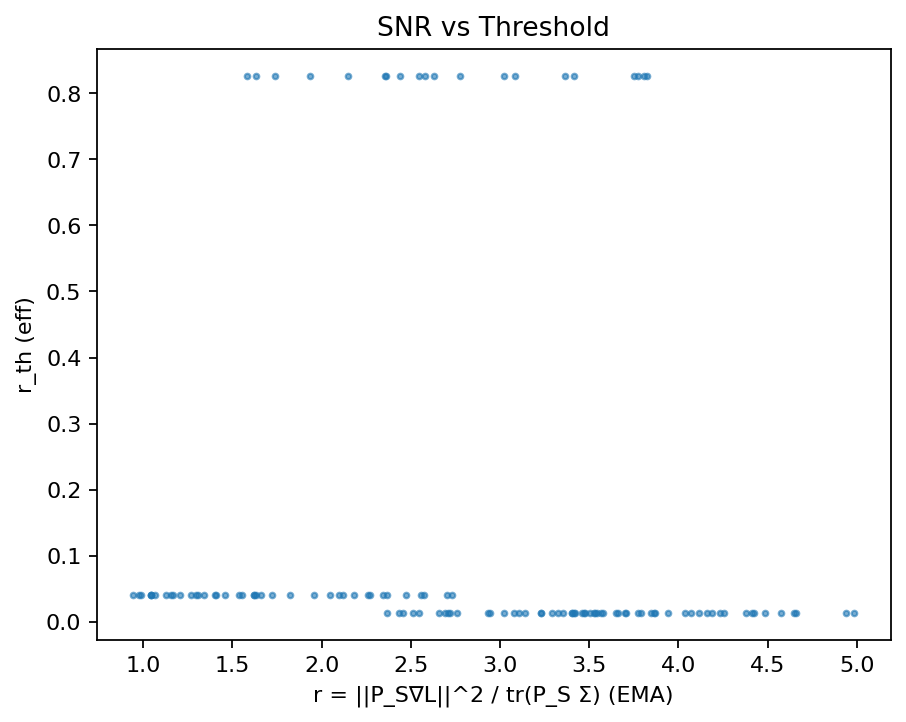 SNR vs Threshold
r_th (eff)
0.8
0.7
0.6
0.5
0.4
0.3
0.2
0.1
0.0
1.0 1.5 2.0 2.5 3.0 3.5 4.0 4.5 5.0
r = ||P_S∇L||^2 / tr(P_S Σ) (EMA)